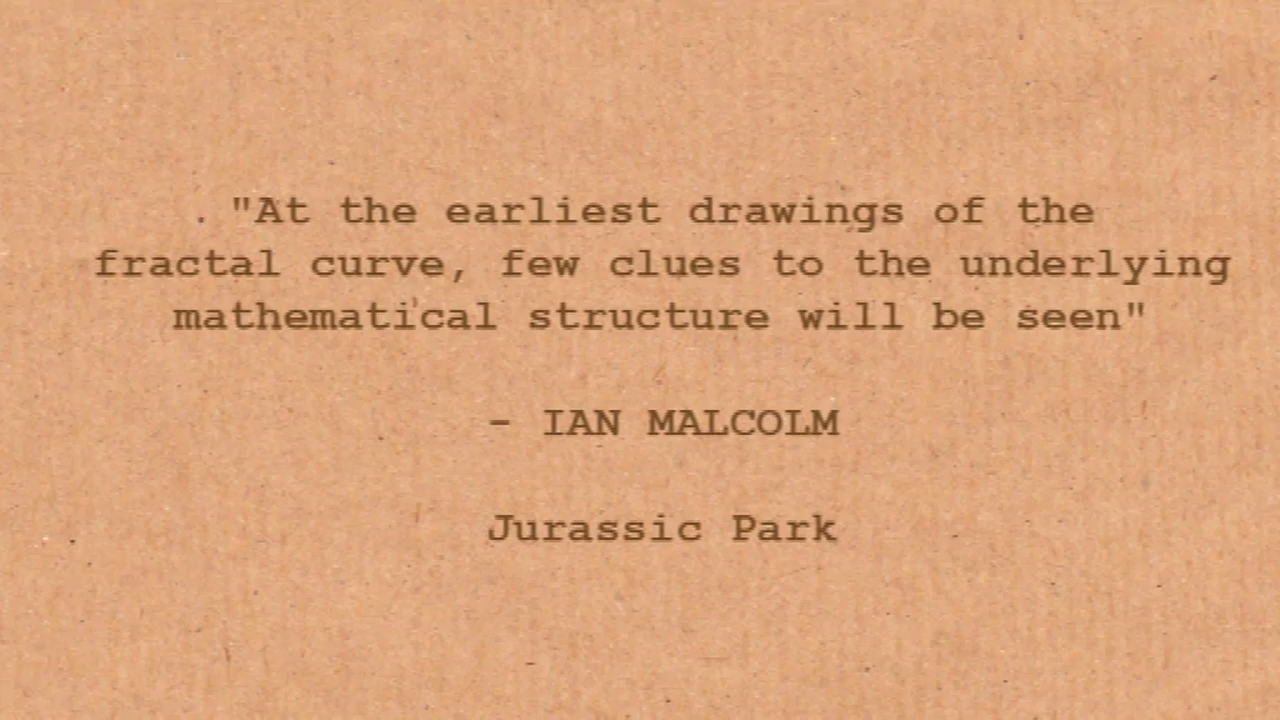 . "At the earliest drawings of the
fractal curve, few clues to the underlying
mathematical structure will be seen"
- IAN MALCOLM
Jurassic Park